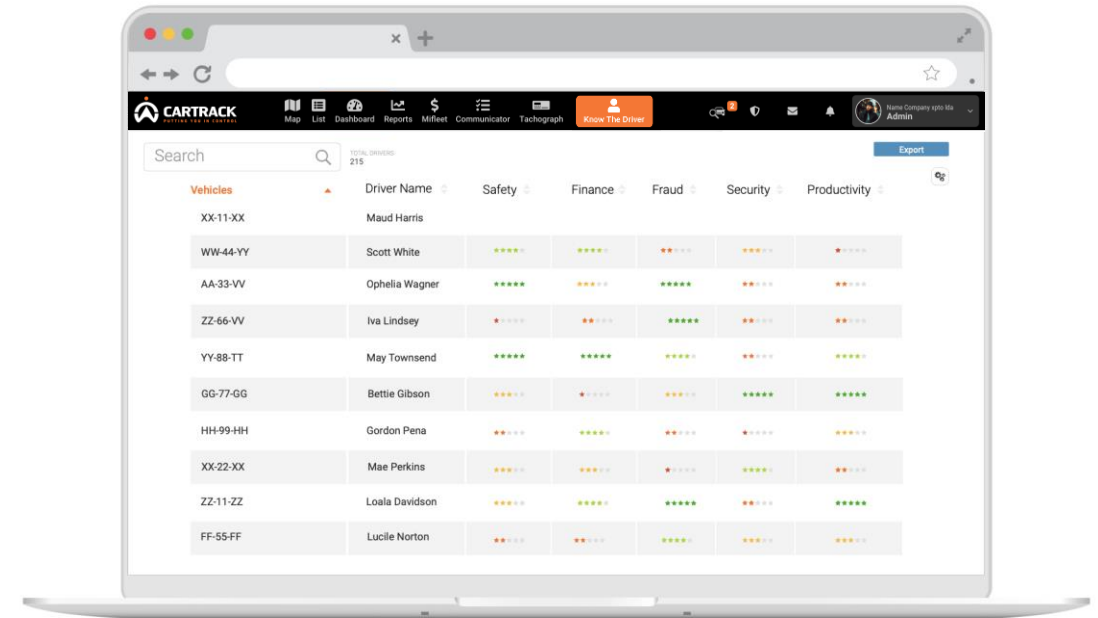 CARTRACK
PUTTING YOU IN CONTROL
Map List Dashboard Reports Mifleet Communicator Tachograph Know The Driver
2
Name Company xpto lda
Admin
Search
TOTAL DRIVERS:
215
Export
Vehicles Driver Name Safety Finance Fraud Security Productivity
XX-11-XX Maud Harris
WW-44-YY Scott White
AA-33-VV Ophelia Wagner
ZZ-66-VV Iva Lindsey
YY-88-TT May Townsend
GG-77-GG Bettie Gibson
HH-99-HH Gordon Pena
XX-22-XX Mae Perkins
ZZ-11-ZZ Loala Davidson
FF-55-FF Lucile Norton